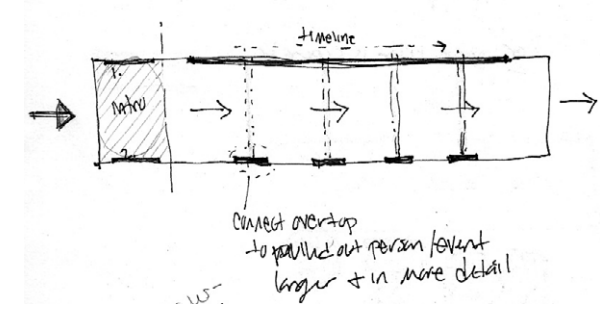 timeline
1.
intro
2.
connect overtop
to pulled out person/event
larger + in more detail